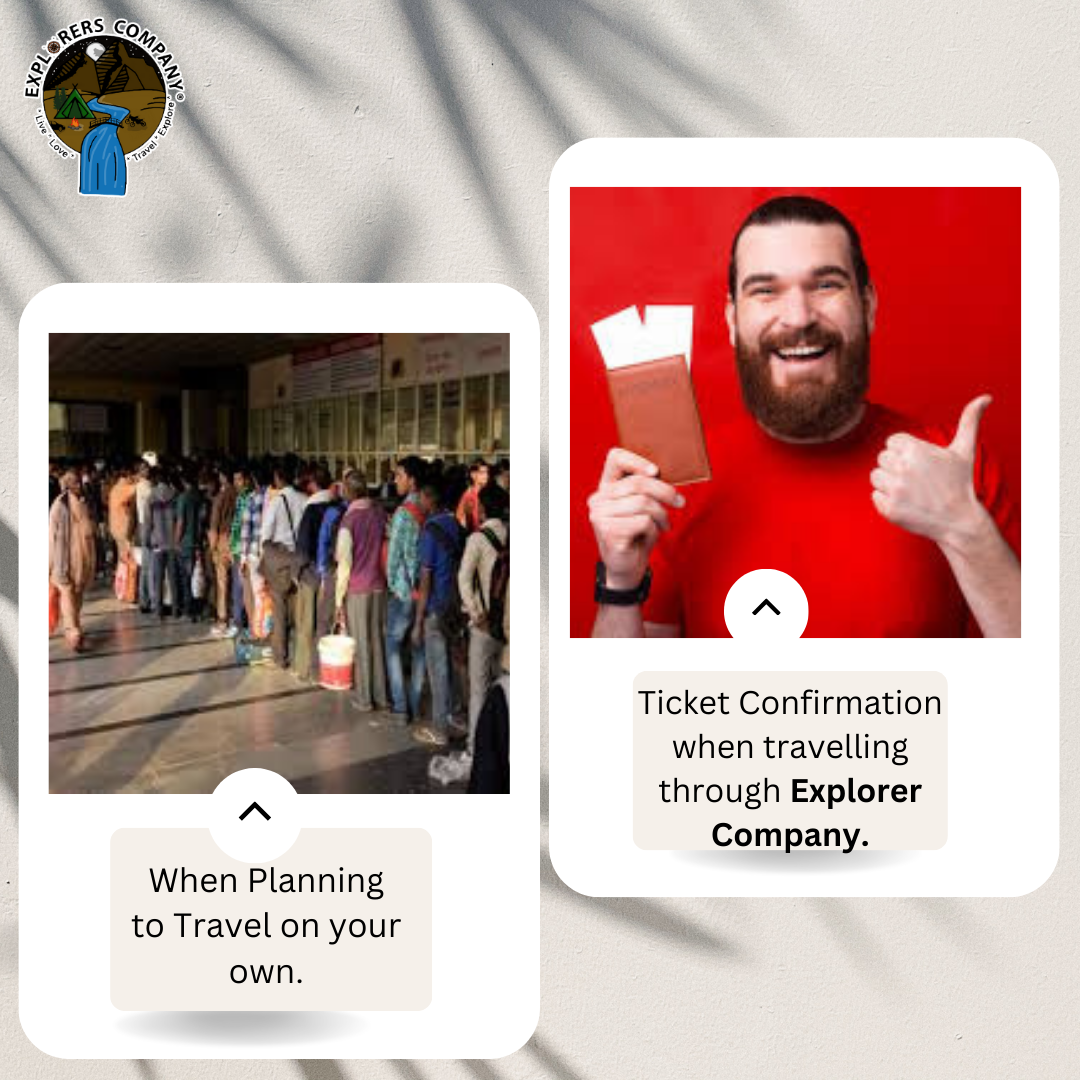 EXPLORERS COMPANY
Live - Love
Travel - Explore
When Planning
to Travel on your
own.
Ticket Confirmation
when travelling
through Explorer
Company.